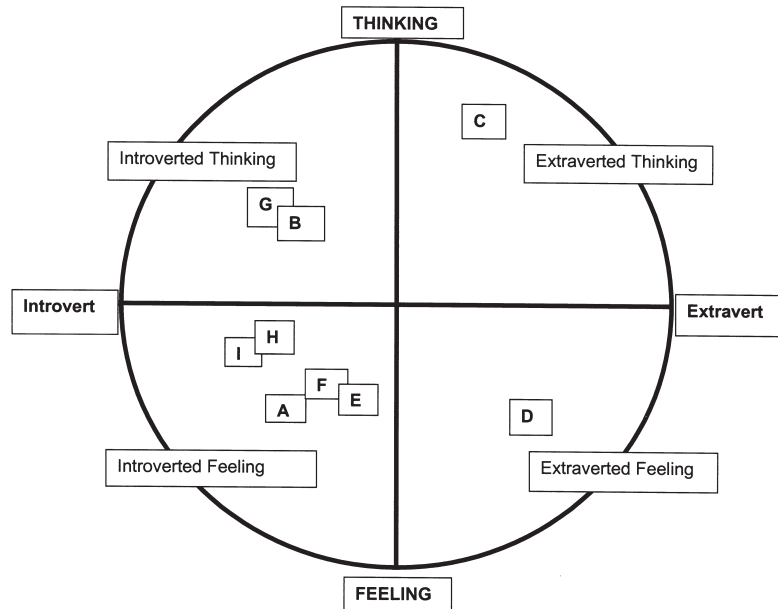 THINKING
C
Introverted Thinking
Extraverted Thinking
G
B
Introvert
Extravert
H
I
F
E
A
D
Introverted Feeling
Extraverted Feeling
FEELING